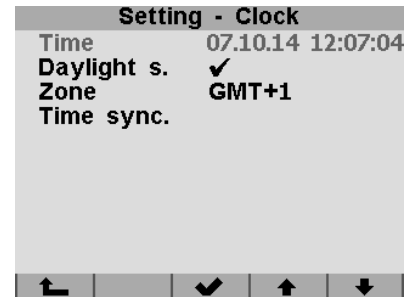 Setting - Clock
Time 07.10.14 12:07:04
Daylight s. ✔
Zone GMT+1
Time sync.